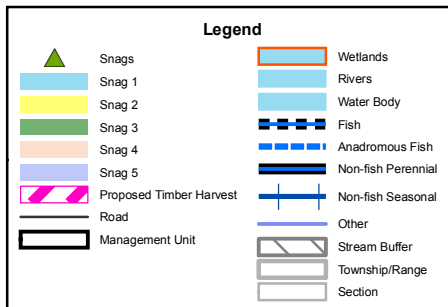 Legend
Snags
Snag 1
Snag 2
Snag 3
Snag 4
Snag 5
Proposed Timber Harvest
Road
Management Unit
Wetlands
Rivers
Water Body
Fish
Anadromous Fish
Non-fish Perennial
Non-fish Seasonal
Other
Stream Buffer
Township/Range
Section